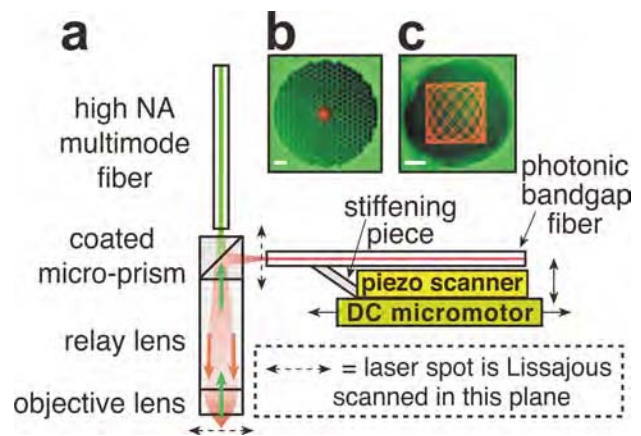 a
b
c
high NA
multimode
fiber
photonic
bandgap
fiber
stiffening
piece
coated
micro-prism
piezo scanner
DC micromotor
relay lens
objective lens
= laser spot is Lissajous
scanned in this plane